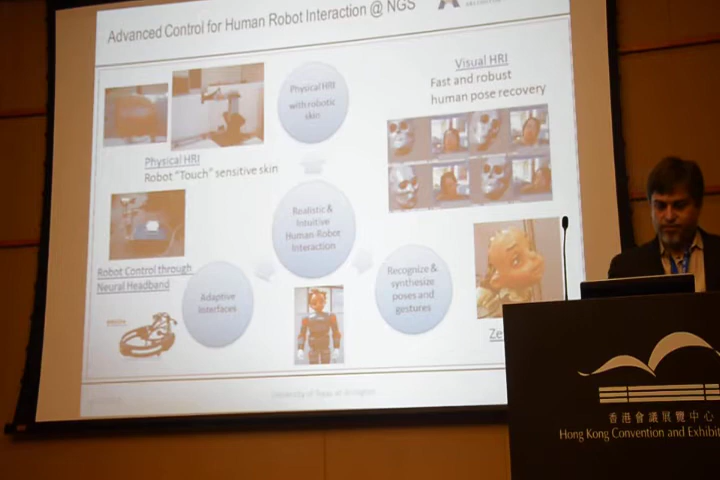 Advanced Control for Human Robot Interaction @ NGS
Physical HRI
with robotic
skin
Visual HRI
Fast and robust
human pose recovery
Physical HRI
Robot "Touch" sensitive skin
Realistic &
Intuitive
Human-Robot
Interaction
Robot Control through
Neural Headband
Adaptive
Interfaces
Recognize &
synthesize
poses and
gestures
Ze
University of Texas at Arlington
香港會議展覽中心
Hong Kong Convention and Exhibit